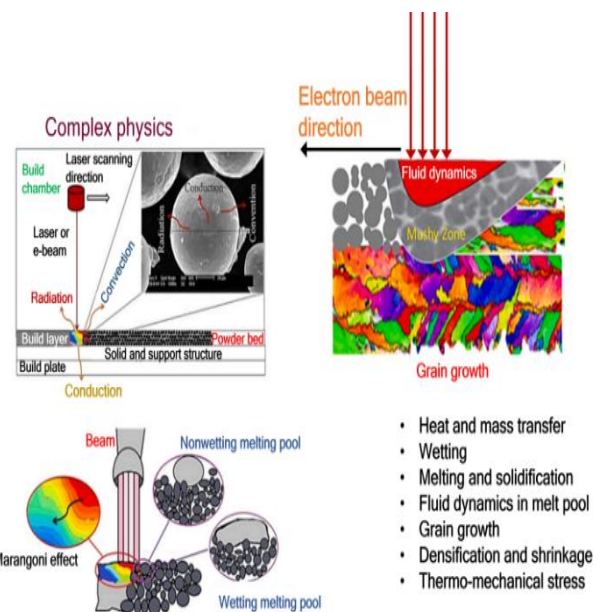 Complex physics
Build
chamber
Laser scanning
direction
Laser or
e-beam
Radiation
Convection
Conduction
Radiation
Convention
Build layer
Powder bed
Solid and support structure
Build plate
Conduction
Electron beam
direction
Fluid dynamics
Mushy Zone
Grain growth
Beam
Nonwetting melting pool
Marangoni effect
Wetting melting pool
• Heat and mass transfer
• Wetting
• Melting and solidification
• Fluid dynamics in melt pool
• Grain growth
• Densification and shrinkage
• Thermo-mechanical stress